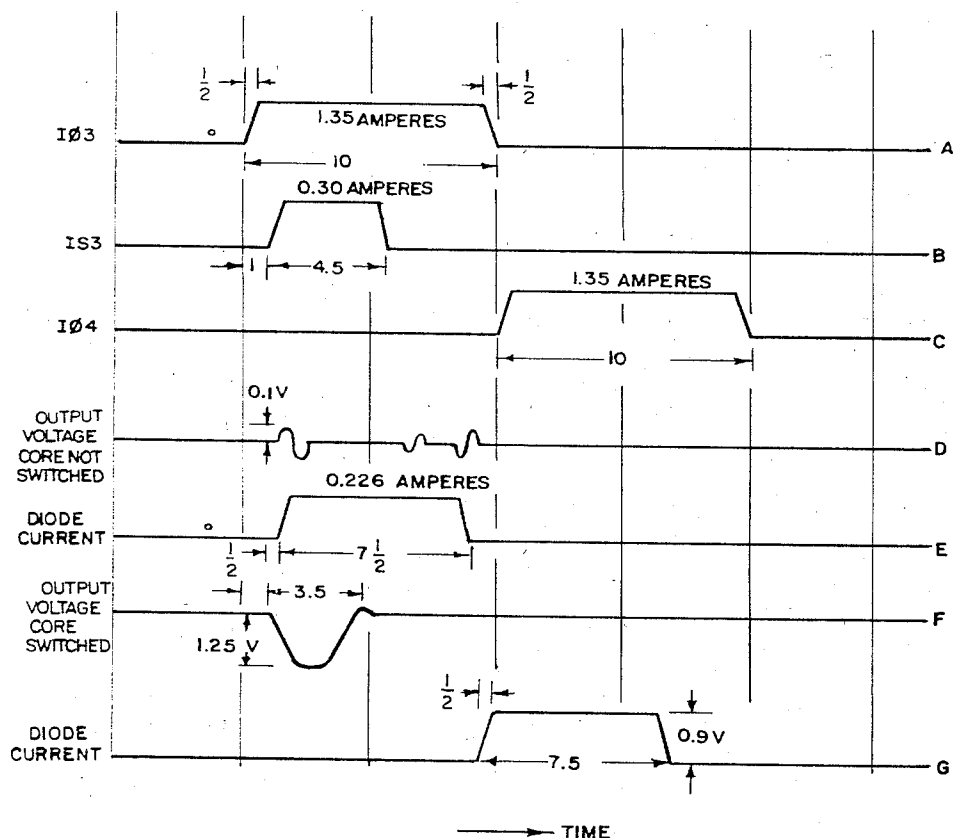 1/2
1/2
IØ3
1.35 AMPERES
A
10
0.30 AMPERES
IS3
B
1
4.5
1.35 AMPERES
IØ4
C
10
0.1V
OUTPUT
VOLTAGE
CORE NOT
SWITCHED
D
0.226 AMPERES
DIODE
CURRENT
E
1/2
7 1/2
OUTPUT
VOLTAGE
CORE
SWITCHED
3.5
F
1.25 V
1/2
DIODE
CURRENT
0.9 V
7.5
G
TIME